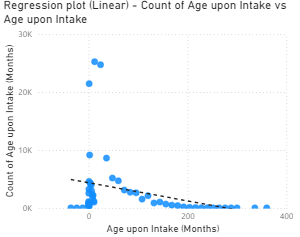 Regression plot (Linear) - Count of Age upon Intake vs
Age upon Intake
30K
20K
10K
0K
Count of Age upon Intake (Months)
0
200
400
Age upon Intake (Months)